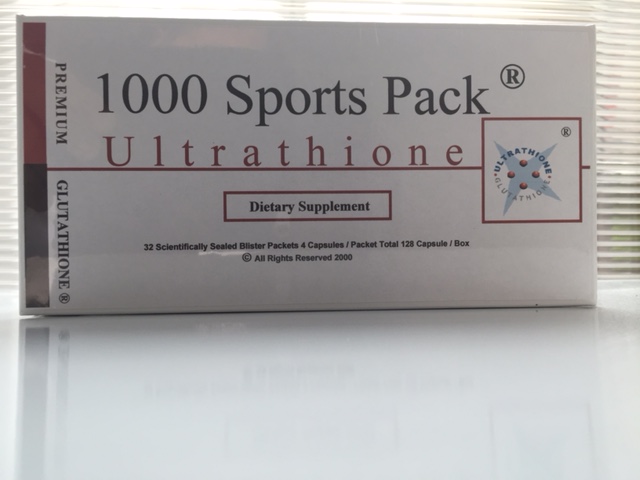 PREMIUM GLUTATHIONE ®
1000 Sports Pack ®
Ultrathione
®
ULTRATHIONE
GLUTATHIONE
Dietary Supplement
32 Scientifically Sealed Blister Packets 4 Capsules / Packet Total 128 Capsule / Box
© All Rights Reserved 2000